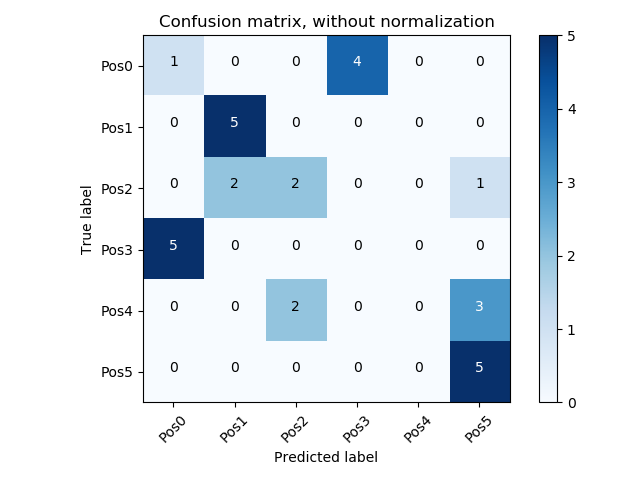 Confusion matrix, without normalization
Pos0 1 0 0 4 0 0
Pos1 0 5 0 0 0 0
Pos2 0 2 2 0 0 1
Pos3 5 0 0 0 0 0
Pos4 0 0 2 0 0 3
Pos5 0 0 0 0 0 5
Pos0 Pos1 Pos2 Pos3 Pos4 Pos5
Predicted label
True label
5
4
3
2
1
0